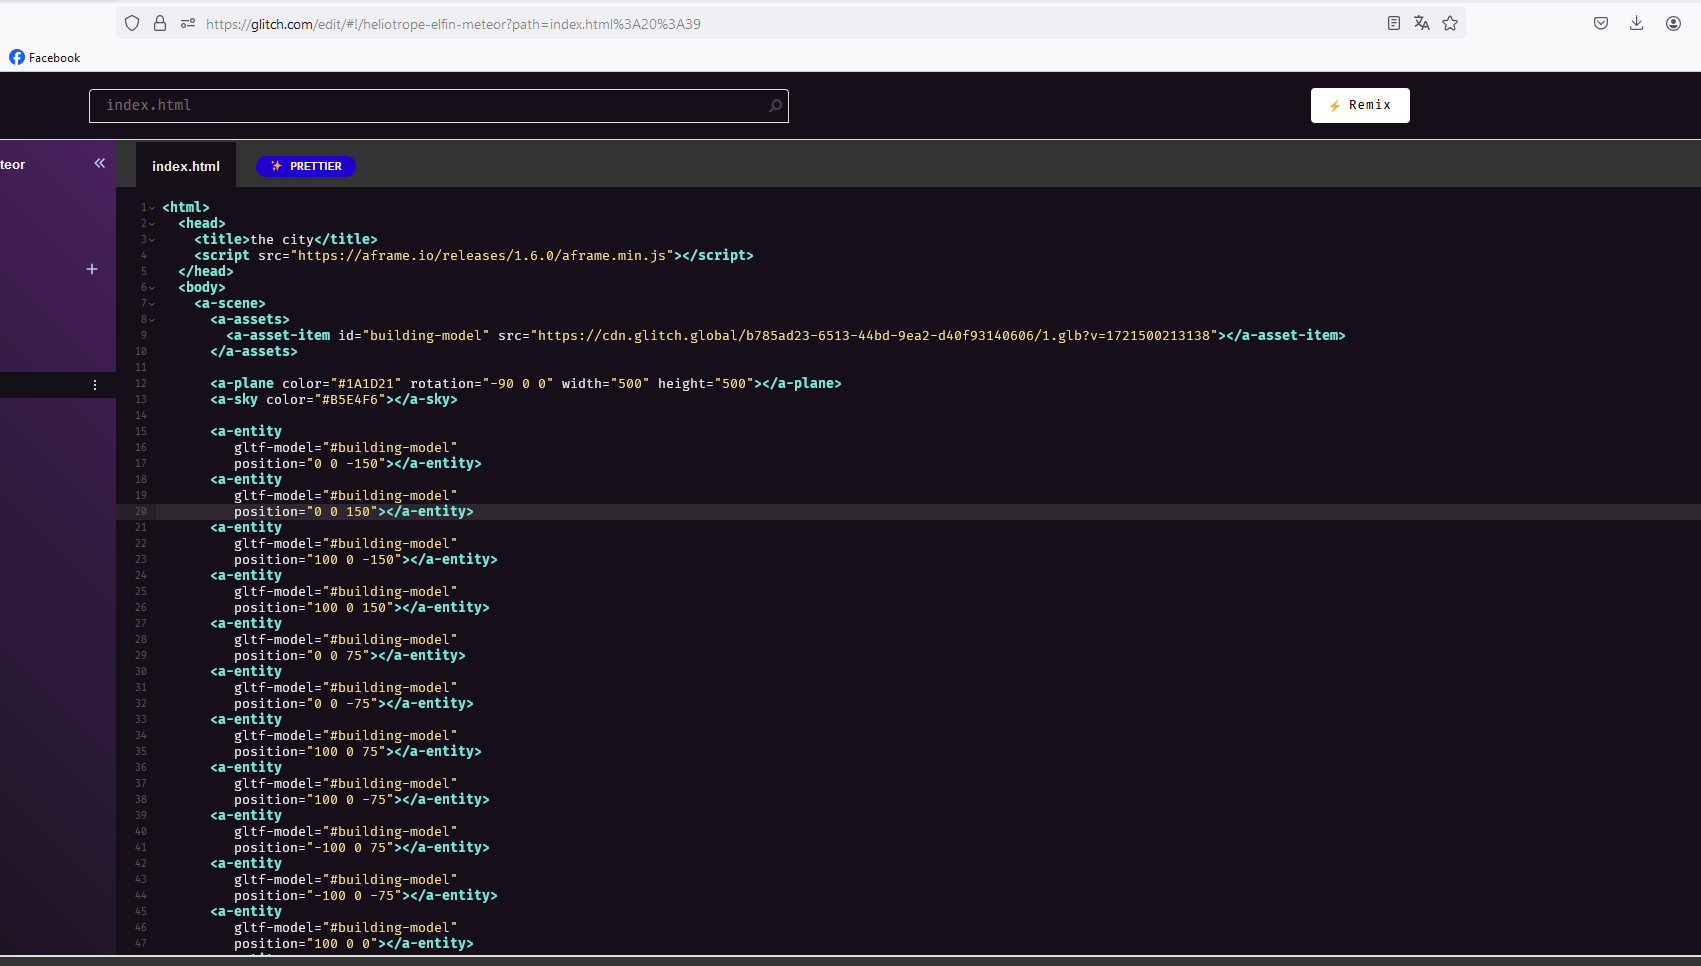 https://glitch.com/edit/#!/heliotrope-elfin-meteor?path=index.html%3A20%3A39
Facebook
index.html
⚡ Remix
teor
index.html
✨ PRETTIER
1 <html>
2 <head>
3 <title>the city</title>
4 <script src="https://aframe.io/releases/1.6.0/aframe.min.js"></script>
5 </head>
6 <body>
7 <a-scene>
8 <a-assets>
9 <a-asset-item id="building-model" src="https://cdn.glitch.global/b785ad23-6513-44bd-9ea2-d40f93140606/1.glb?v=1721500213138"></a-asset-item>
10 </a-assets>
11
12 <a-plane color="#1A1D21" rotation="-90 0 0" width="500" height="500"></a-plane>
13 <a-sky color="#B5E4F6"></a-sky>
14
15 <a-entity
16 gltf-model="#building-model"
17 position="0 0 -150"></a-entity>
18 <a-entity
19 gltf-model="#building-model"
20 position="0 0 150"></a-entity>
21 <a-entity
22 gltf-model="#building-model"
23 position="100 0 -150"></a-entity>
24 <a-entity
25 gltf-model="#building-model"
26 position="100 0 150"></a-entity>
27 <a-entity
28 gltf-model="#building-model"
29 position="0 0 75"></a-entity>
30 <a-entity
31 gltf-model="#building-model"
32 position="0 0 -75"></a-entity>
33 <a-entity
34 gltf-model="#building-model"
35 position="100 0 75"></a-entity>
36 <a-entity
37 gltf-model="#building-model"
38 position="100 0 -75"></a-entity>
39 <a-entity
40 gltf-model="#building-model"
41 position="-100 0 75"></a-entity>
42 <a-entity
43 gltf-model="#building-model"
44 position="-100 0 -75"></a-entity>
45 <a-entity
46 gltf-model="#building-model"
47 position="100 0 0"></a-entity>